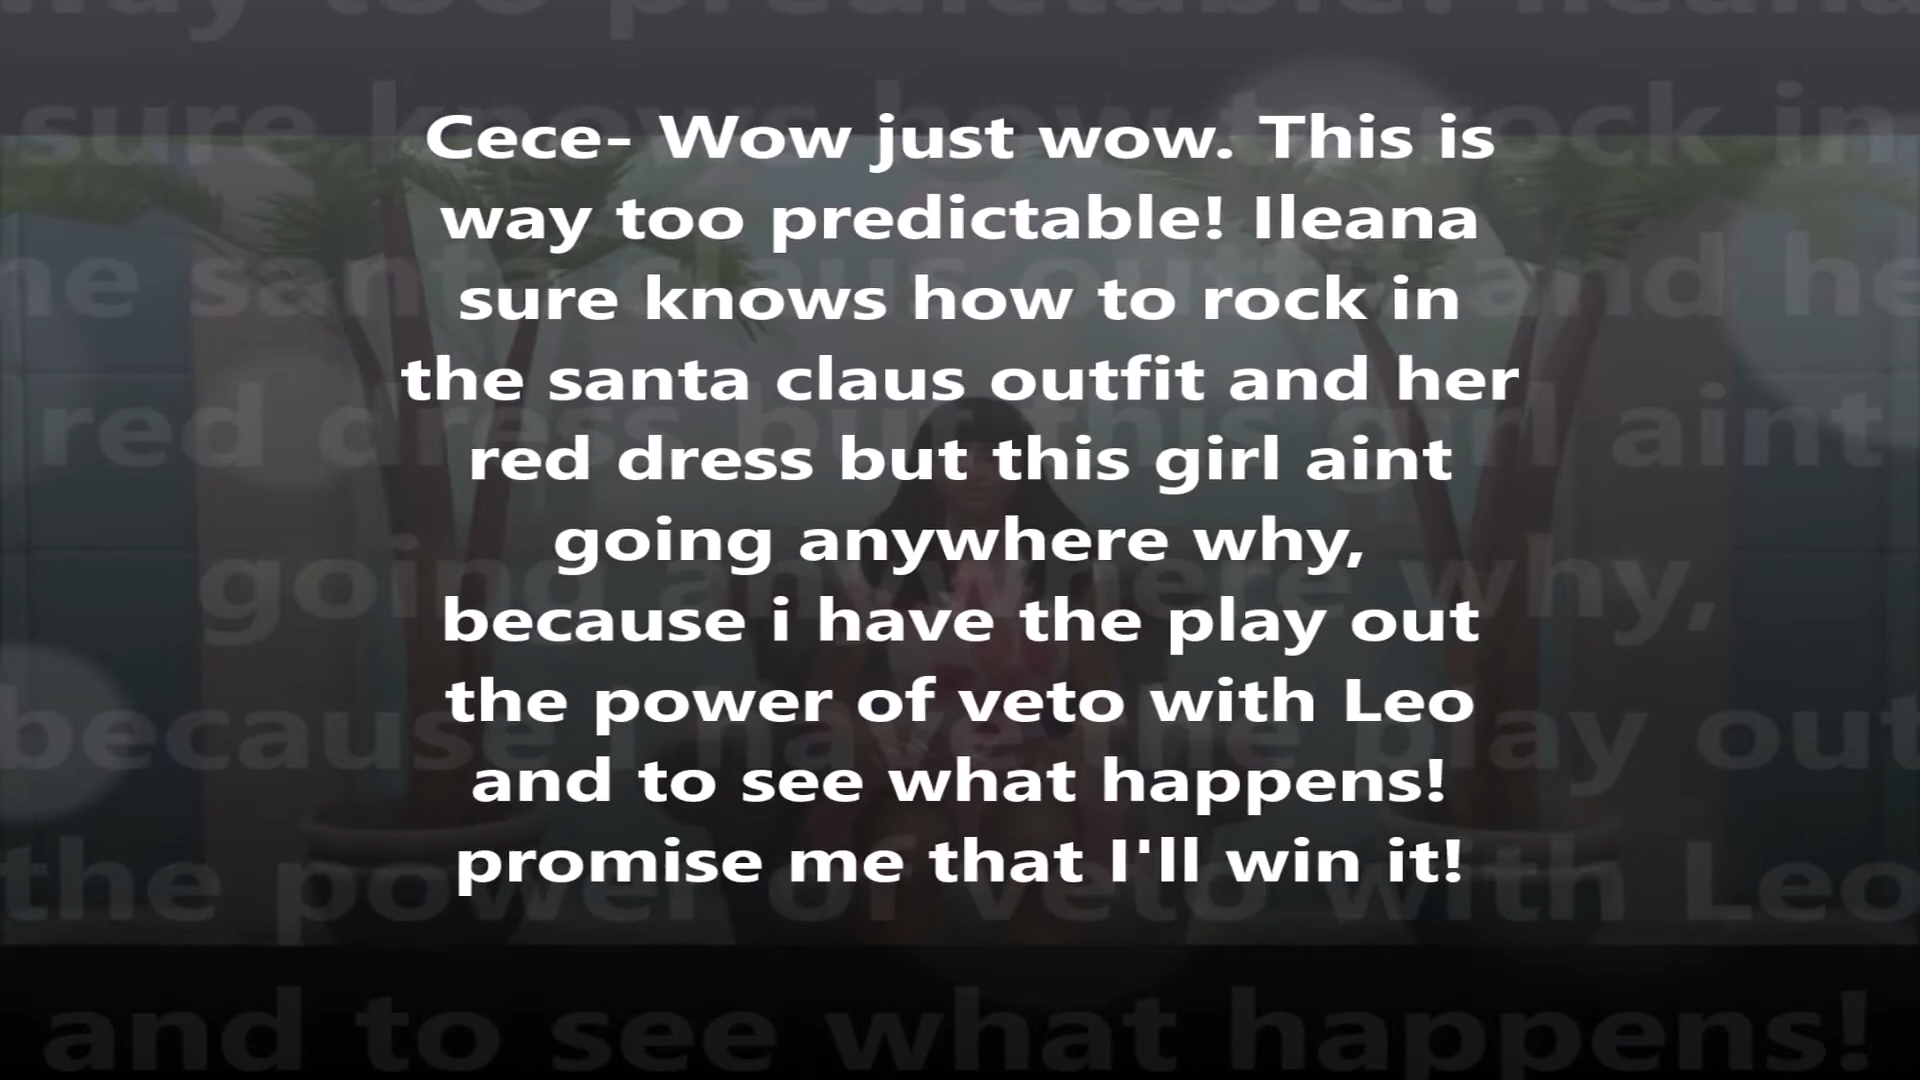 Cece- Wow just wow. This is
way too predictable! Ileana
sure knows how to rock in
the santa claus outfit and her
red dress but this girl aint
going anywhere why,
because i have the play out
the power of veto with Leo
and to see what happens!
promise me that I'll win it!